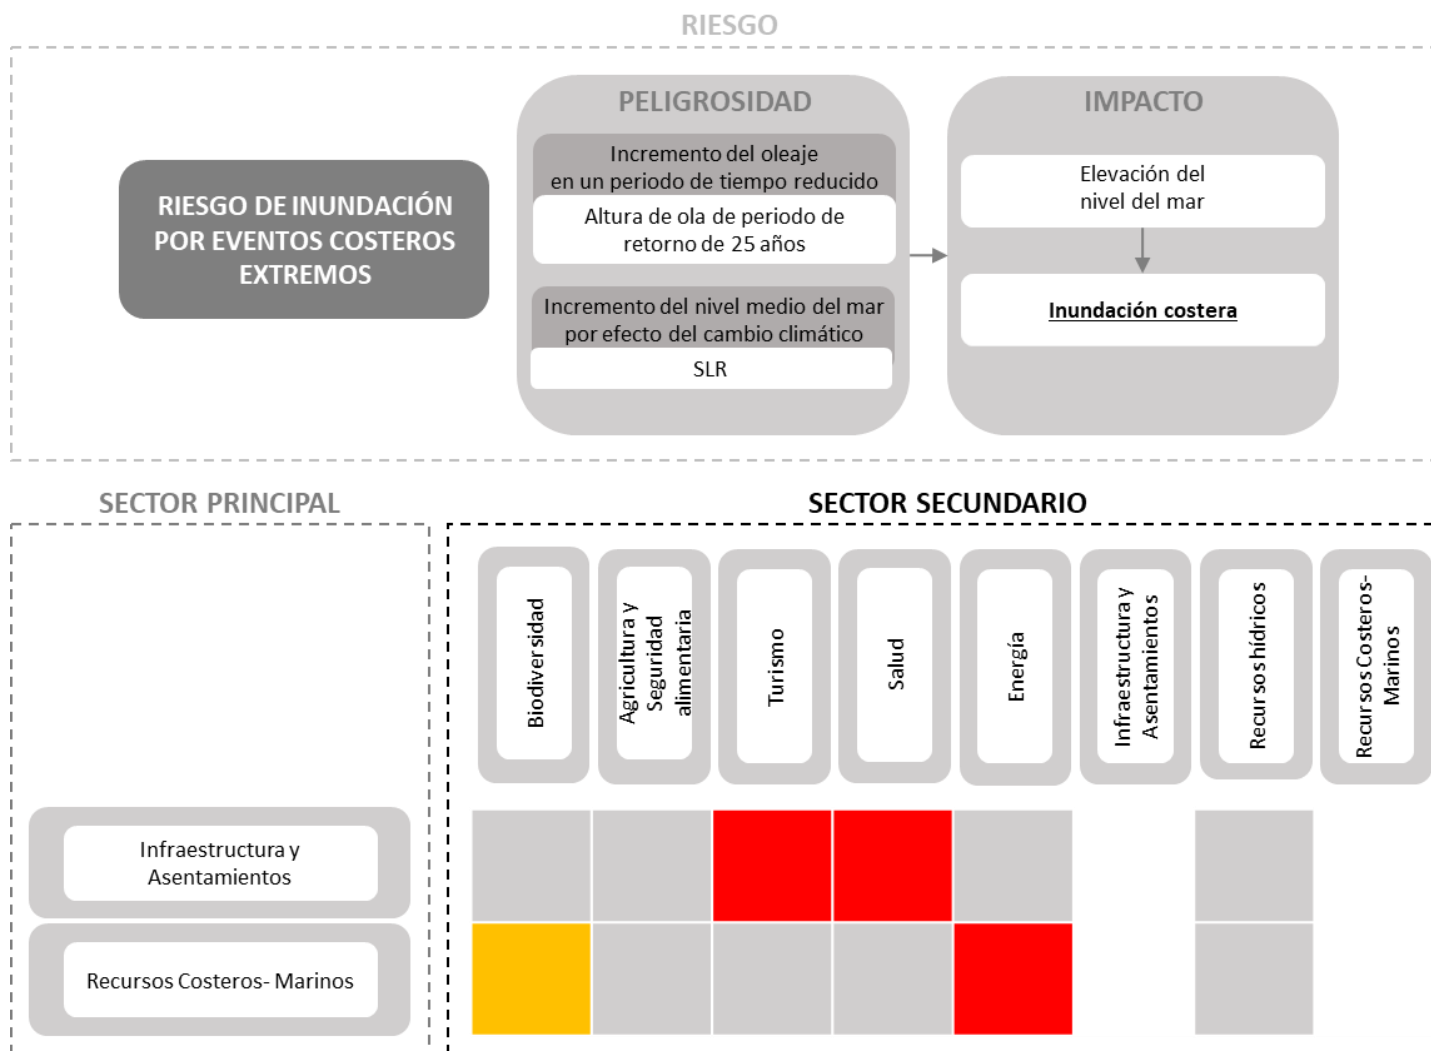 RIESGO
RIESGO DE INUNDACIÓN
POR EVENTOS COSTEROS
EXTREMOS
PELIGROSIDAD
Incremento del oleaje
en un periodo de tiempo reducido
Altura de ola de periodo de
retorno de 25 años
Incremento del nivel medio del mar
por efecto del cambio climático
SLR
IMPACTO
Elevación del
nivel del mar
Inundación costera
SECTOR PRINCIPAL
SECTOR SECUNDARIO
Biodiversidad
Agricultura y
Seguridad
alimentaria
Turismo
Salud
Energía
Infraestructura y
Asentamientos
Recursos hídricos
Recursos Costeros-
Marinos
Infraestructura y
Asentamientos
Recursos Costeros- Marinos